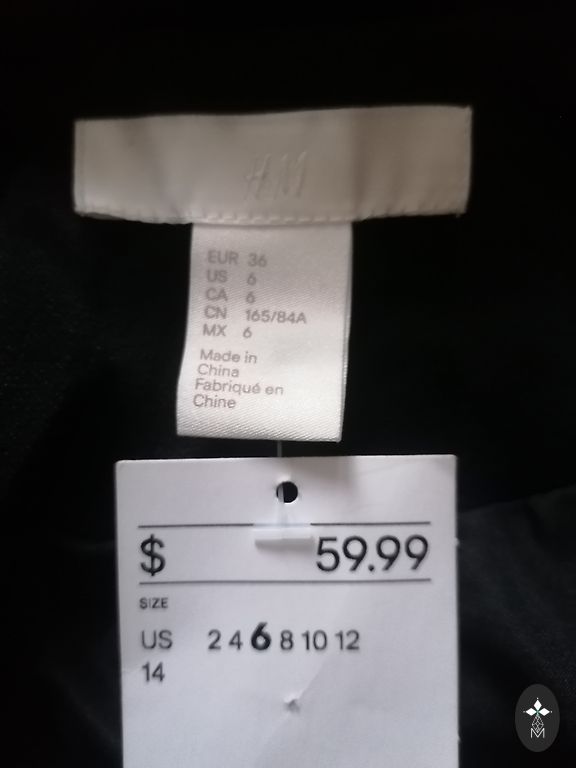 H&M
EUR 36
US 6
CA 6
CN 165/84A
MX 6
Made in
China
Fabriqué en
Chine
$ 59.99
SIZE
US 2 4 6 8 10 12
14
M